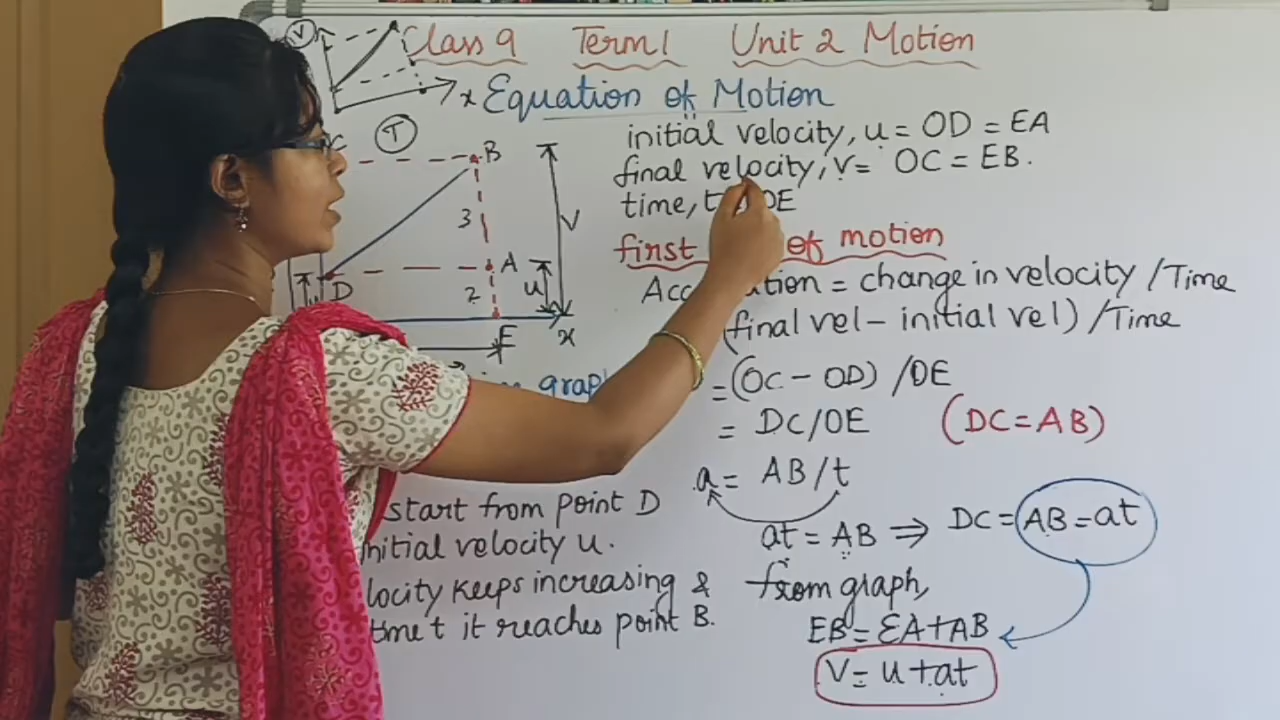 Class 9 Term 1 Unit 2 Motion
Equation of Motion
V
x
T
C
B
3
V
A
D
2
u
E
x
initial velocity, u = OD = EA
final velocity, v = OC = EB.
time, t OE
first of motion
Acceleration = change in velocity / Time
(final vel - initial vel) / Time
= (OC - OD) / OE
= DC/OE (DC = AB)
a = AB/t
at = AB ⇒ DC = AB = at
from graph,
EB = EA + AB
V = u + at
start from point D
initial velocity u.
locity keeps increasing &
time t it reaches point B.